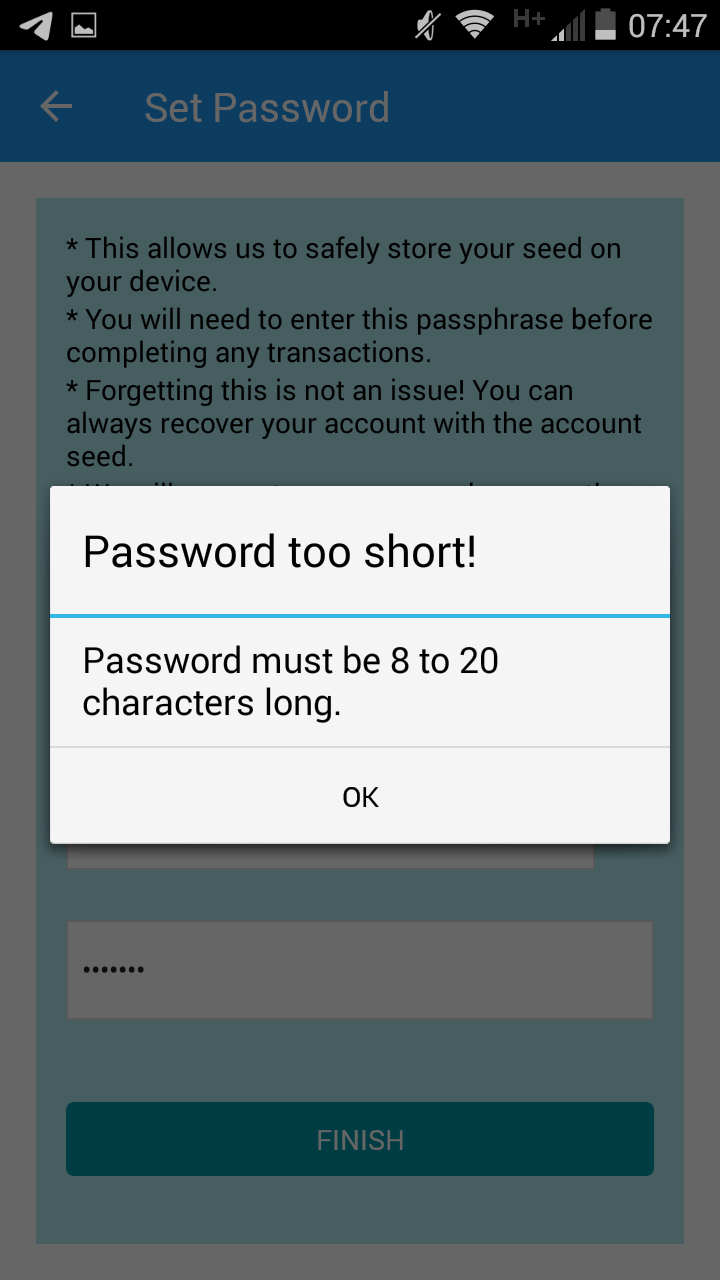 H+ 07:47
Set Password
* This allows us to safely store your seed on
your device.
* You will need to enter this passphrase before
completing any transactions.
* Forgetting this is not an issue! You can
always recover your account with the account
seed.
Password too short!
Password must be 8 to 20
characters long.
OK
•••••••
FINISH